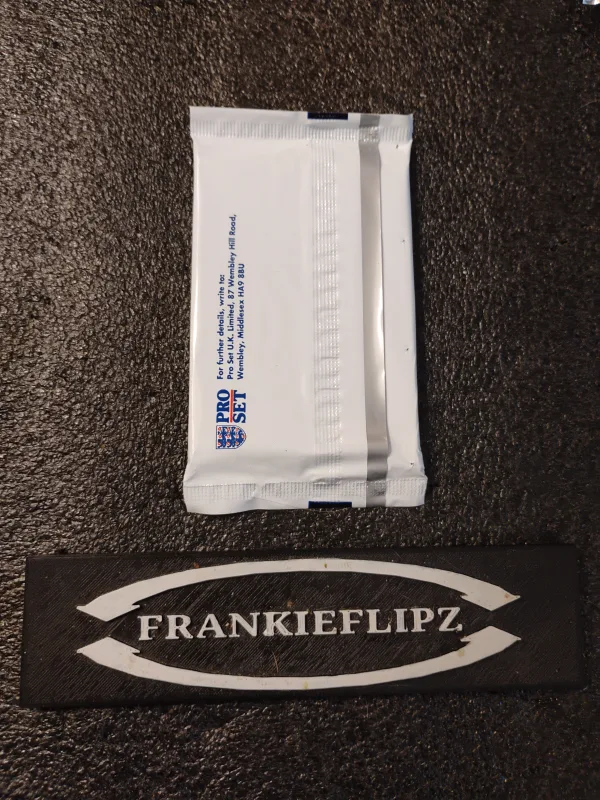 PRO
SET
For further details, write to:
Pro Set U.K. Limited, 87 Wembley Hill Road,
Wembley, Middlesex HA9 8BU
FRANKIEFLIPZ